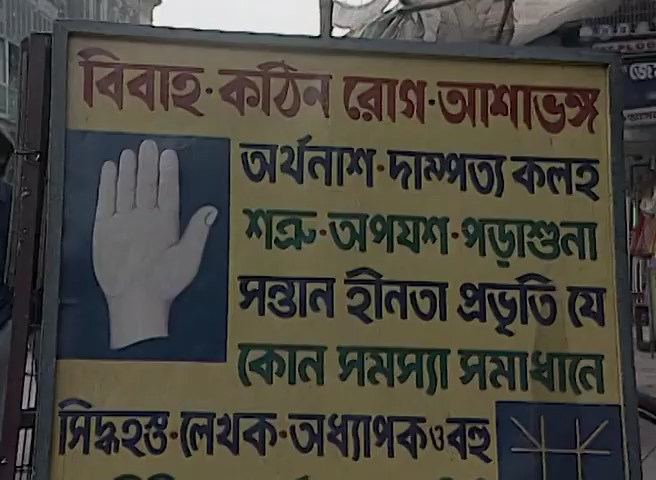 বিবাহ·কঠিন রোগ·আশাভঙ্গ
অর্থনাশ·দাম্পত্য কলহ
শত্রু·অপযশ·পড়াশুনা
সন্তান হীনতা প্রভৃতি যে
কোন সমস্যা সমাধানে
সিদ্ধহস্ত·লেখক·অধ্যাপক ও বহু